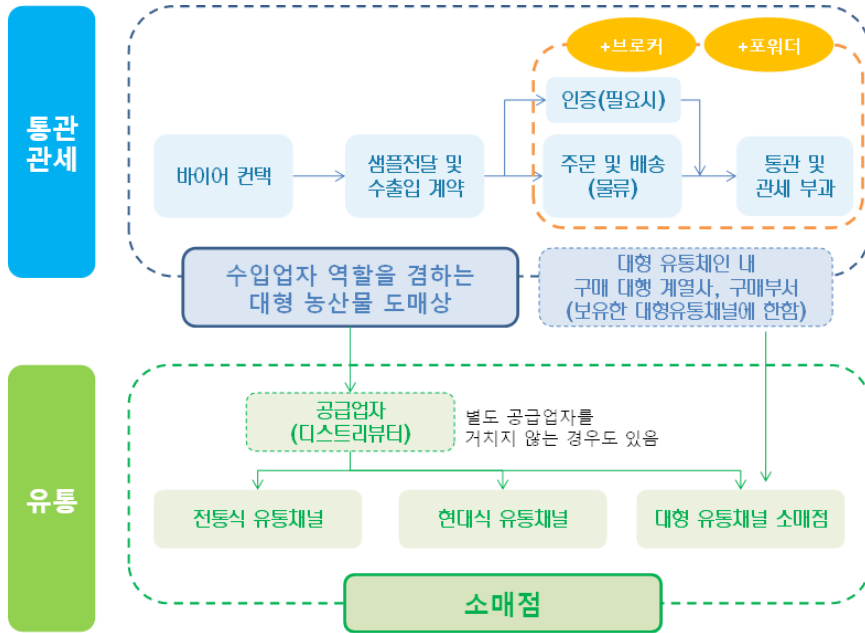 통관
관세
+브로커
+포워더
인증(필요시)
바이어 컨택
샘플전달 및
수출입 계약
주문 및 배송
(물류)
통관 및
관세 부과
수입업자 역할을 겸하는
대형 농산물 도매상
대형 유통체인 내
구매 대행 계열사, 구매부서
(보유한 대형유통채널에 한함)
유통
공급업자
(디스트리뷰터)
별도 공급업자를
거치지 않는 경우도 있음
전통식 유통채널
현대식 유통채널
대형 유통채널 소매점
소매점